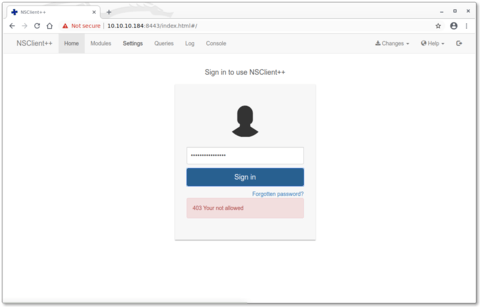 NSClient++
Not secure | 10.10.10.184:8443/index.html#/
NSClient++ Home Modules Settings Queries Log Console Changes Help
Sign in to use NSClient++
••••••••••••••••
Sign in
Forgotten password?
403 Your not allowed